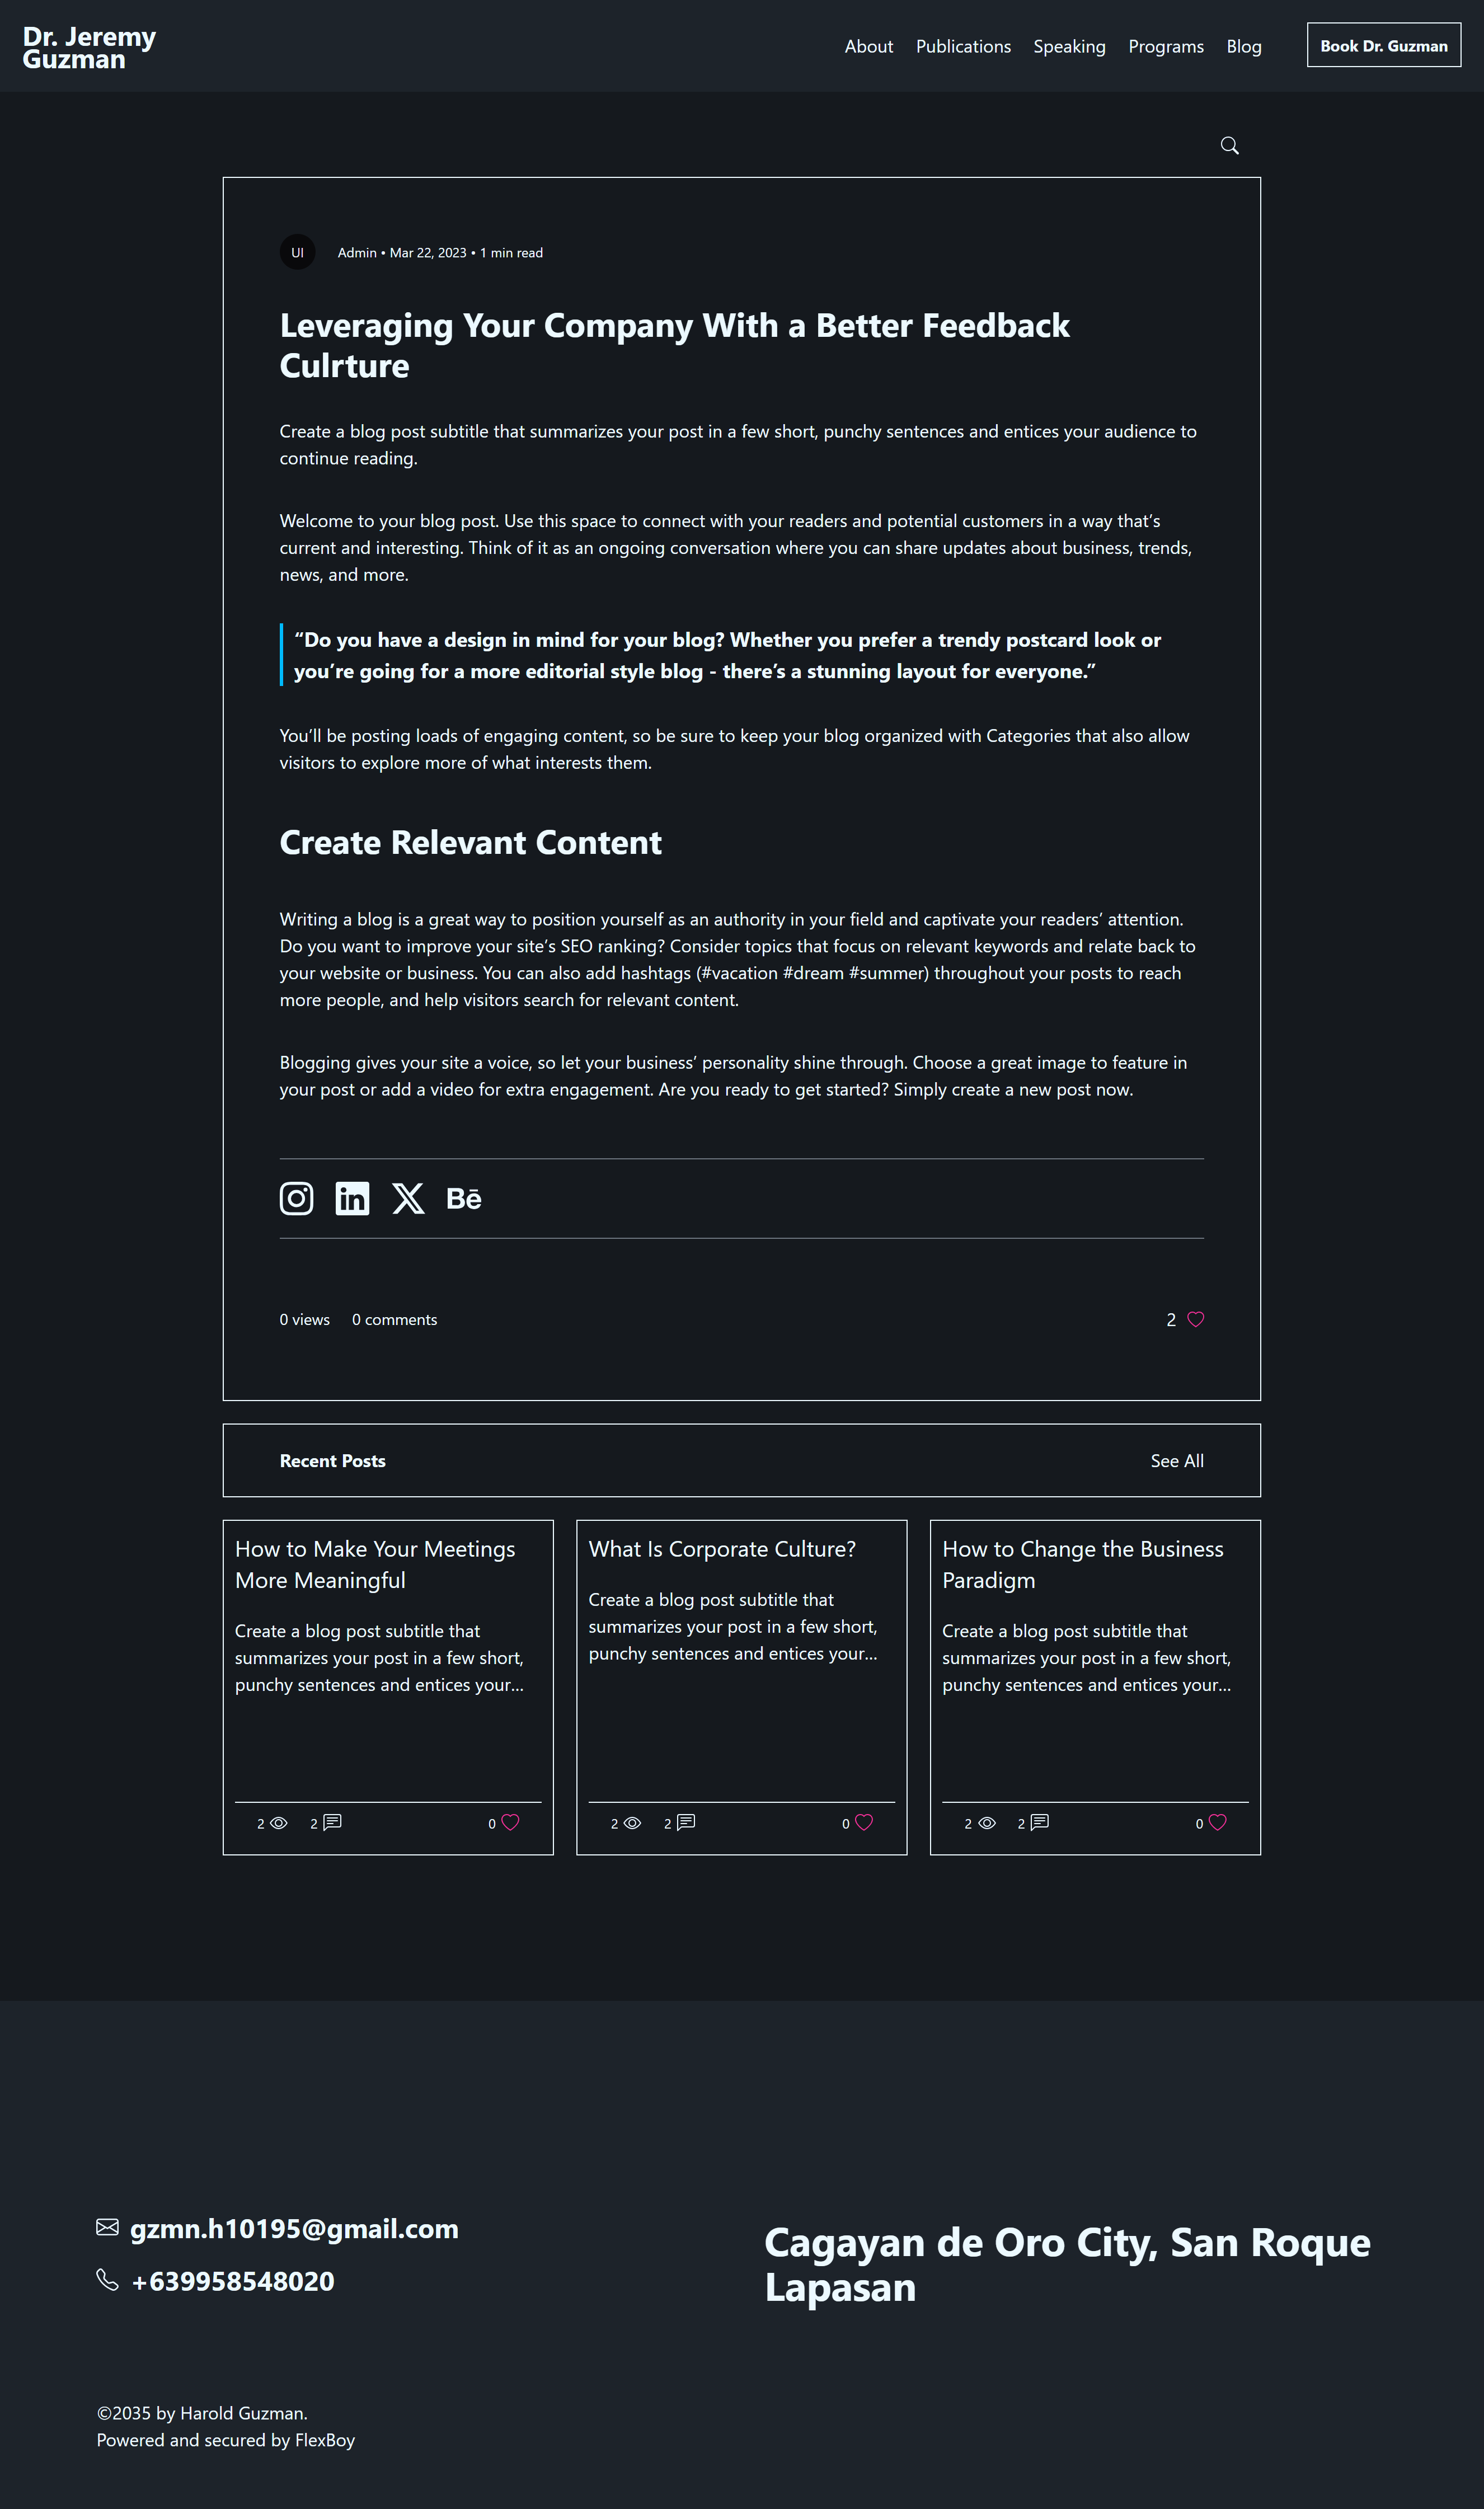 Dr. Jeremy
Guzman
About Publications Speaking Programs Blog Book Dr. Guzman
UI Admin • Mar 22, 2023 • 1 min read
Leveraging Your Company With a Better Feedback
Culrture
Create a blog post subtitle that summarizes your post in a few short, punchy sentences and entices your audience to
continue reading.
Welcome to your blog post. Use this space to connect with your readers and potential customers in a way that’s
current and interesting. Think of it as an ongoing conversation where you can share updates about business, trends,
news, and more.
“Do you have a design in mind for your blog? Whether you prefer a trendy postcard look or
you’re going for a more editorial style blog - there’s a stunning layout for everyone.”
You’ll be posting loads of engaging content, so be sure to keep your blog organized with Categories that also allow
visitors to explore more of what interests them.
Create Relevant Content
Writing a blog is a great way to position yourself as an authority in your field and captivate your readers’ attention.
Do you want to improve your site’s SEO ranking? Consider topics that focus on relevant keywords and relate back to
your website or business. You can also add hashtags (#vacation #dream #summer) throughout your posts to reach
more people, and help visitors search for relevant content.
Blogging gives your site a voice, so let your business’ personality shine through. Choose a great image to feature in
your post or add a video for extra engagement. Are you ready to get started? Simply create a new post now.
in X Bē
0 views 0 comments 2
Recent Posts See All
How to Make Your Meetings
More Meaningful
Create a blog post subtitle that
summarizes your post in a few short,
punchy sentences and entices your...
2 2 0
What Is Corporate Culture?
Create a blog post subtitle that
summarizes your post in a few short,
punchy sentences and entices your...
2 2 0
How to Change the Business
Paradigm
Create a blog post subtitle that
summarizes your post in a few short,
punchy sentences and entices your...
2 2 0
gzmn.h10195@gmail.com
+639958548020
Cagayan de Oro City, San Roque
Lapasan
©2035 by Harold Guzman.
Powered and secured by FlexBoy